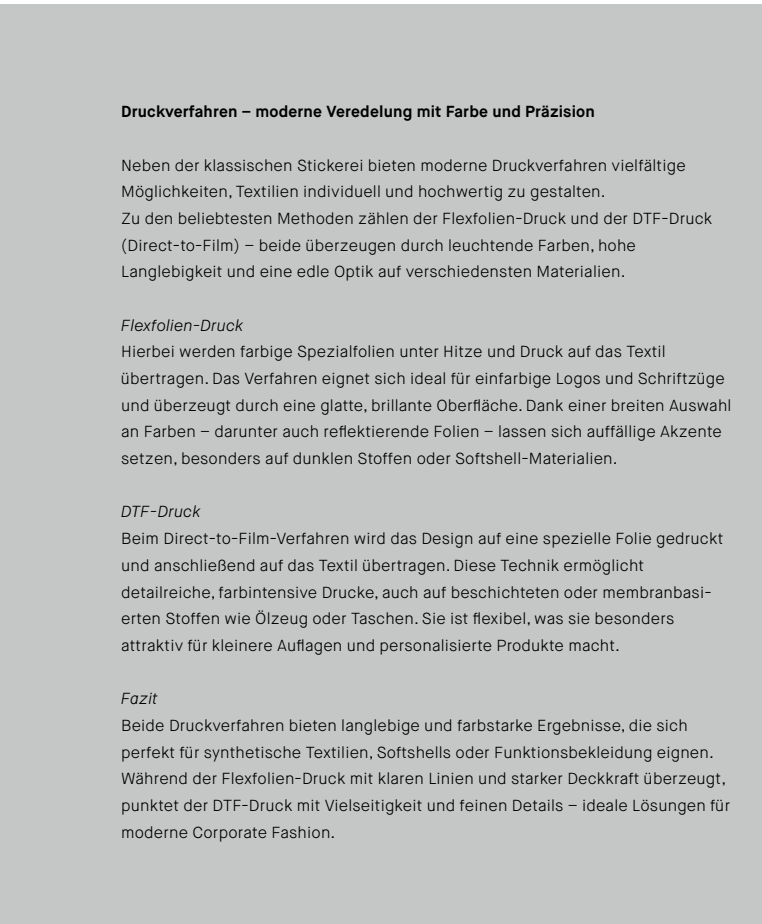 Druckverfahren – moderne Veredelung mit Farbe und Präzision
Neben der klassischen Stickerei bieten moderne Druckverfahren vielfältige
Möglichkeiten, Textilien individuell und hochwertig zu gestalten.
Zu den beliebtesten Methoden zählen der Flexfolien-Druck und der DTF-Druck
(Direct-to-Film) – beide überzeugen durch leuchtende Farben, hohe
Langlebigkeit und eine edle Optik auf verschiedensten Materialien.
Flexfolien-Druck
Hierbei werden farbige Spezialfolien unter Hitze und Druck auf das Textil
übertragen. Das Verfahren eignet sich ideal für einfarbige Logos und Schriftzüge
und überzeugt durch eine glatte, brillante Oberfläche. Dank einer breiten Auswahl
an Farben – darunter auch reflektierende Folien – lassen sich auffällige Akzente
setzen, besonders auf dunklen Stoffen oder Softshell-Materialien.
DTF-Druck
Beim Direct-to-Film-Verfahren wird das Design auf eine spezielle Folie gedruckt
und anschließend auf das Textil übertragen. Diese Technik ermöglicht
detailreiche, farbintensive Drucke, auch auf beschichteten oder membranbasi-
erten Stoffen wie Ölzeug oder Taschen. Sie ist flexibel, was sie besonders
attraktiv für kleinere Auflagen und personalisierte Produkte macht.
Fazit
Beide Druckverfahren bieten langlebige und farbstarke Ergebnisse, die sich
perfekt für synthetische Textilien, Softshells oder Funktionsbekleidung eignen.
Während der Flexfolien-Druck mit klaren Linien und starker Deckkraft überzeugt,
punktet der DTF-Druck mit Vielseitigkeit und feinen Details – ideale Lösungen für
moderne Corporate Fashion.